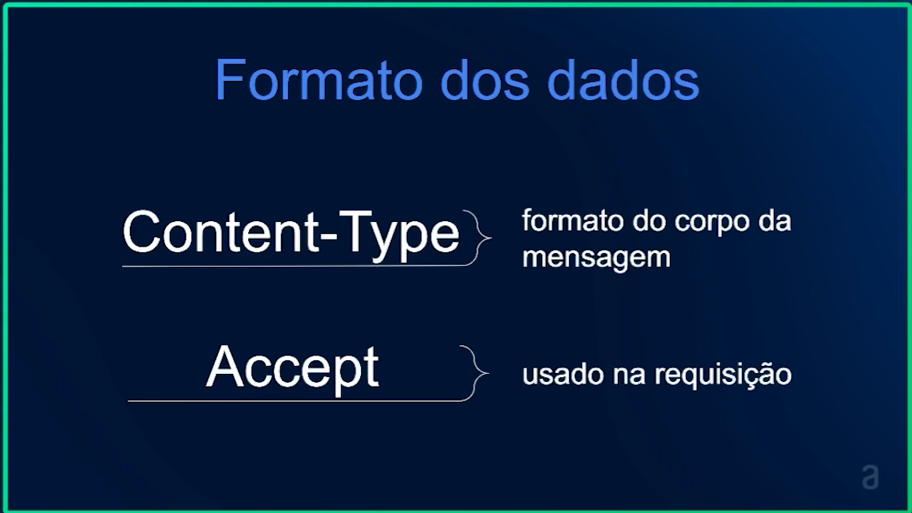 Formato dos dados
Content-Type
formato do corpo da
mensagem
Accept
usado na requisição
a